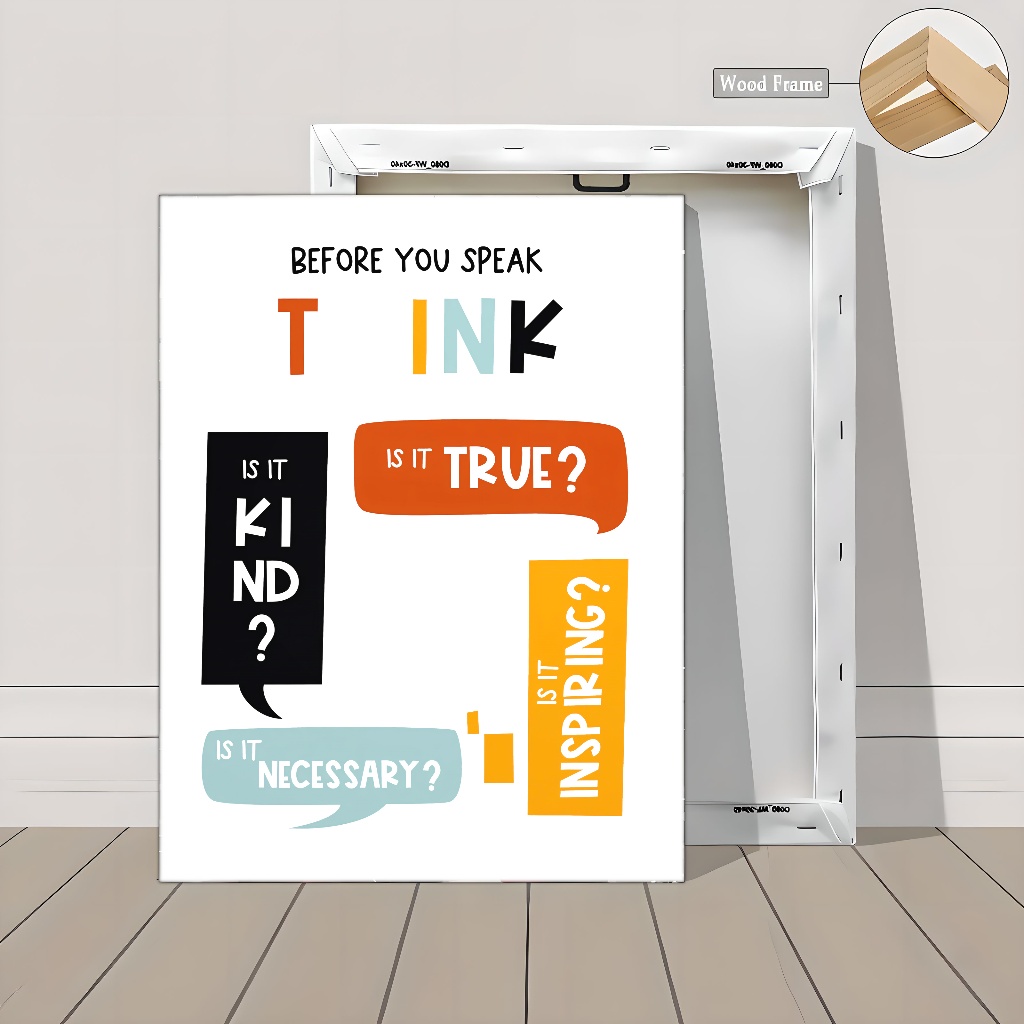 Wood Frame
BEFORE YOU SPEAK
T INK
IS IT
KI
ND
?
IS IT TRUE?
IS IT
INSPIRING?
IS IT
NECESSARY?